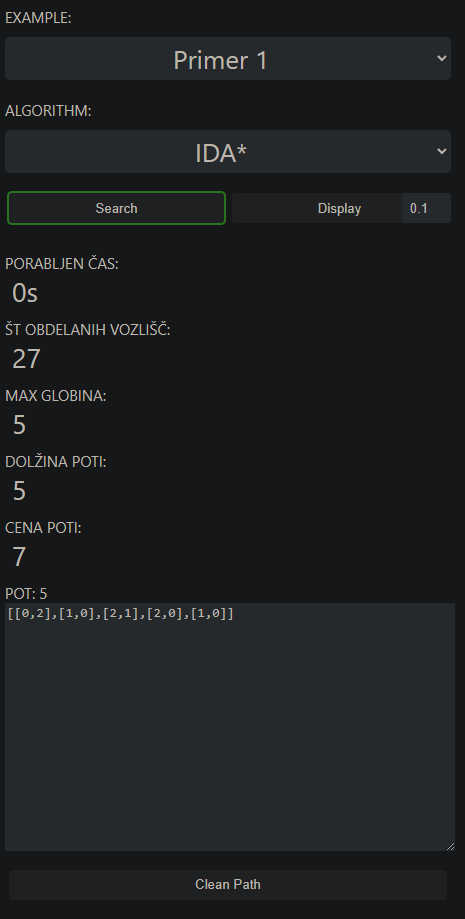 EXAMPLE:
Primer 1
ALGORITHM:
IDA*
Search
Display
0.1
PORABLJEN ČAS:
0s
ŠT OBDELANIH VOZLIŠČ:
27
MAX GLOBINA:
5
DOLŽINA POTI:
5
CENA POTI:
7
POT: 5
[[0,2],[1,0],[2,1],[2,0],[1,0]]
Clean Path